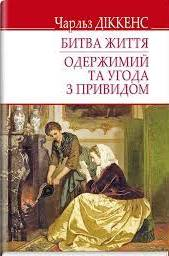 Чарльз ДІККЕНС
БИТВА ЖИТТЯ
ОДЕРЖИМИЙ
ТА УГОДА
З ПРИВИДОМ